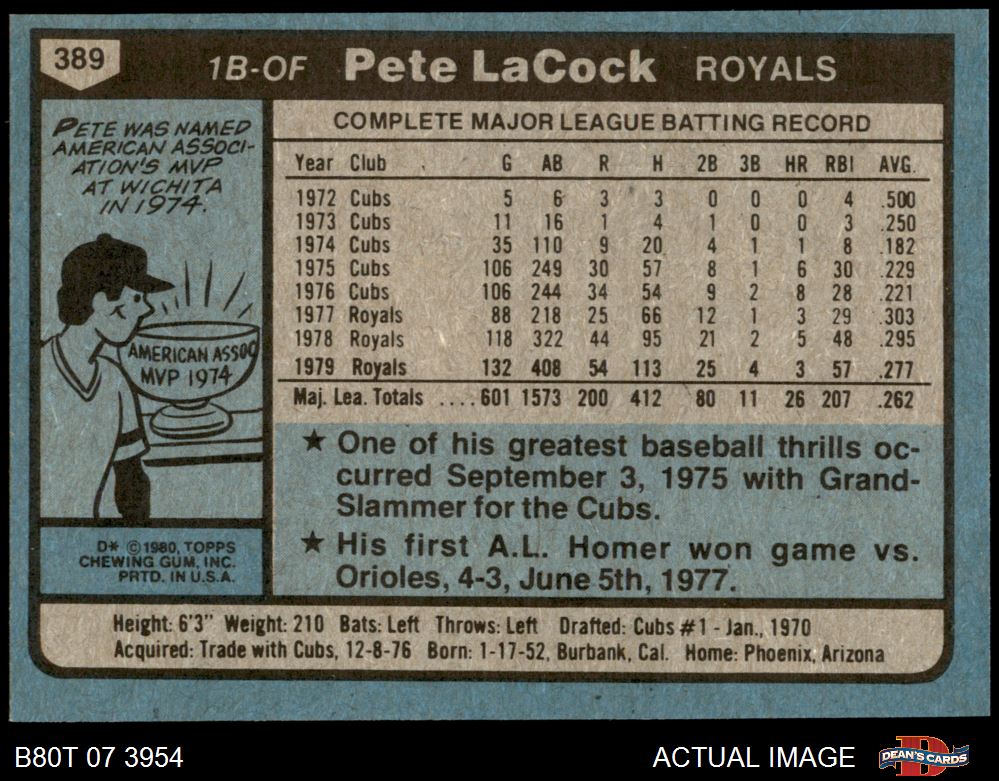 389 1B-OF Pete LaCock ROYALS
PETE WAS NAMED
AMERICAN ASSOCI-
ATION'S MVP
AT WICHITA
IN 1974.
AMERICAN ASSOC
MVP 1974
D* ©1980, TOPPS
CHEWING GUM, INC.
PRTD. IN U.S.A.
COMPLETE MAJOR LEAGUE BATTING RECORD
Year Club G AB R H 2B 3B HR RBI AVG.
1972 Cubs 5 6 3 3 0 0 0 4 .500
1973 Cubs 11 16 1 4 1 0 0 3 .250
1974 Cubs 35 110 9 20 4 1 1 8 .182
1975 Cubs 106 249 30 57 8 1 6 30 .229
1976 Cubs 106 244 34 54 9 2 8 28 .221
1977 Royals 88 218 25 66 12 1 3 29 .303
1978 Royals 118 322 44 95 21 2 5 48 .295
1979 Royals 132 408 54 113 25 4 3 57 .277
Maj. Lea. Totals ....601 1573 200 412 80 11 26 207 .262
★ One of his greatest baseball thrills oc-
curred September 3, 1975 with Grand-
Slammer for the Cubs.
★ His first A.L. Homer won game vs.
Orioles, 4-3, June 5th, 1977.
Height: 6'3" Weight: 210 Bats: Left Throws: Left Drafted: Cubs #1 - Jan., 1970
Acquired: Trade with Cubs, 12-8-76 Born: 1-17-52, Burbank, Cal. Home: Phoenix, Arizona
B80T 07 3954 ACTUAL IMAGE DEAN'S CARDS